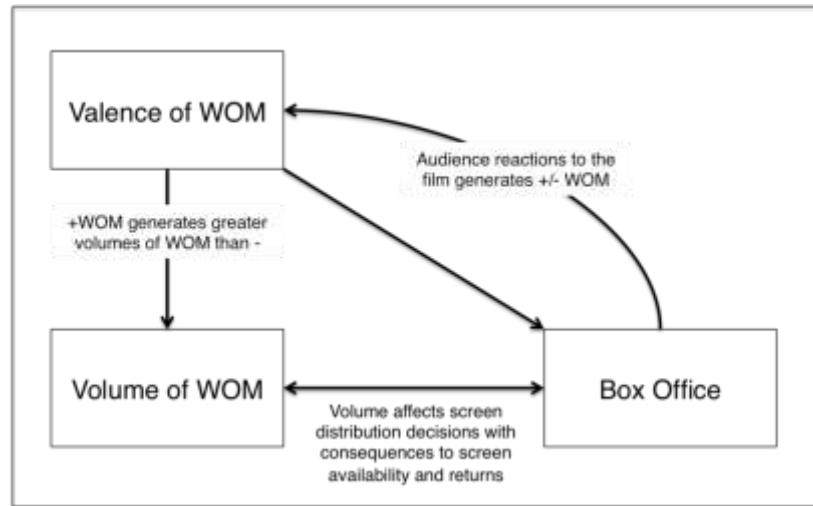 Valence of WOM
Audience reactions to the
film generates +/- WOM
+WOM generates greater
volumes of WOM than -
Volume of WOM
Box Office
Volume affects screen
distribution decisions with
consequences to screen
availability and returns